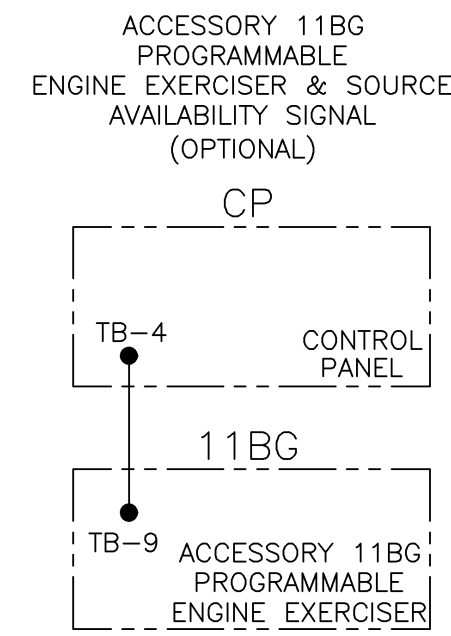 ACCESSORY 11BG
PROGRAMMABLE
ENGINE EXERCISER & SOURCE
AVAILABILITY SIGNAL
(OPTIONAL)
CP
TB-4
CONTROL
PANEL
11BG
TB-9
ACCESSORY 11BG
PROGRAMMABLE
ENGINE EXERCISER